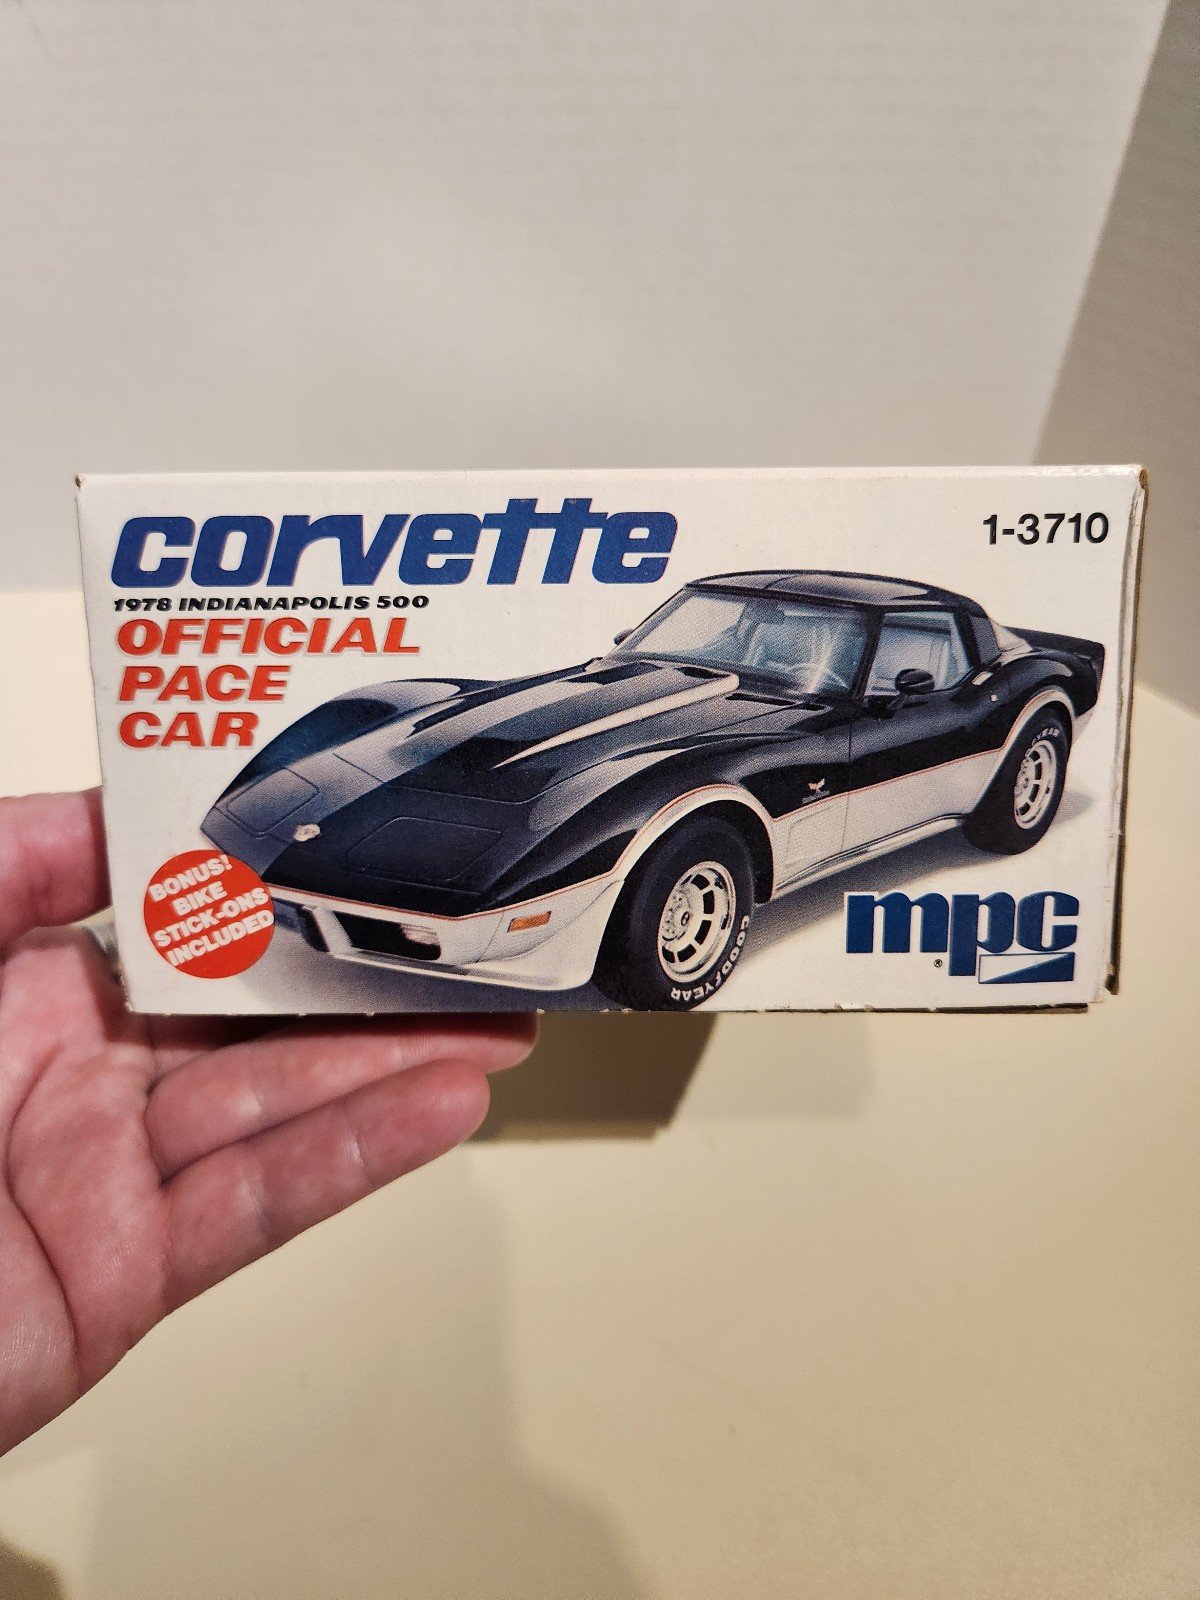 corvette
1-3710
1978 INDIANAPOLIS 500
OFFICIAL
PACE
CAR
BONUS!
BIKE
STICK-ONS
INCLUDED
GOODYEAR
mpc
®